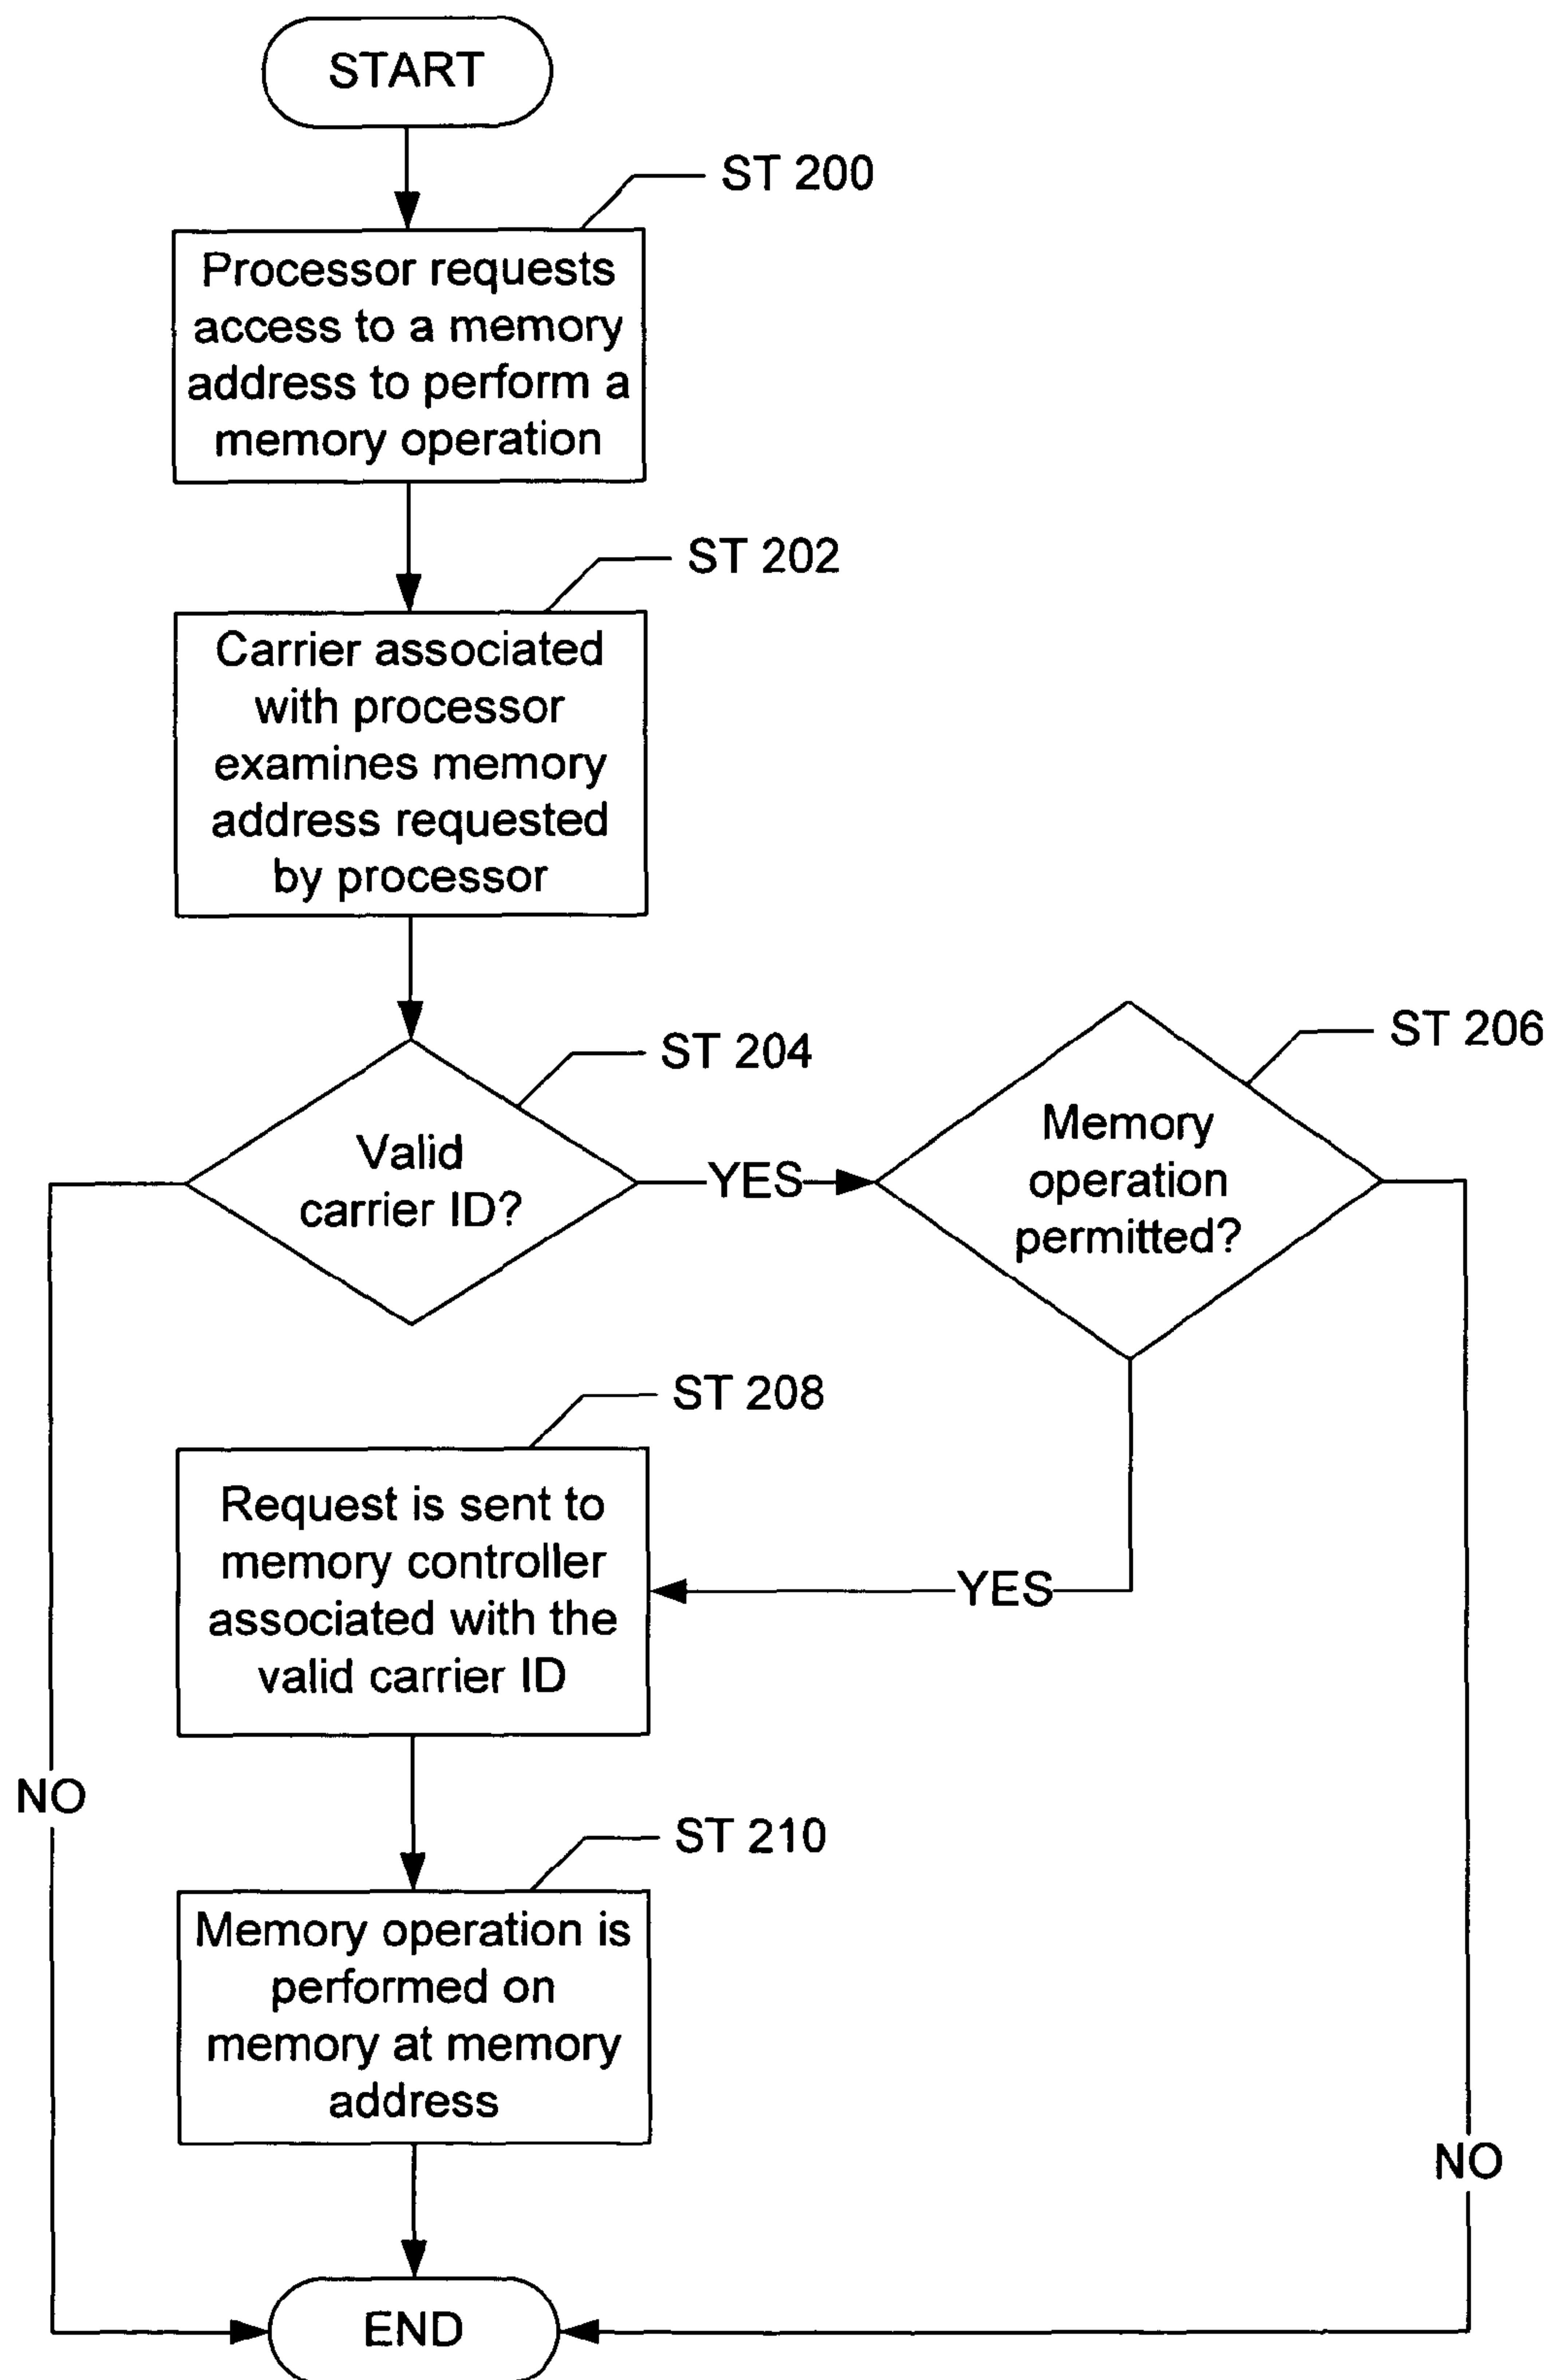 START
ST 200
Processor requests
access to a memory
address to perform a
memory operation
ST 202
Carrier associated
with processor
examines memory
address requested
by processor
ST 204
Valid
carrier ID?
YES
ST 206
Memory
operation
permitted?
ST 208
Request is sent to
memory controller
associated with the
valid carrier ID
YES
NO
ST 210
Memory operation is
performed on
memory at memory
address
NO
END